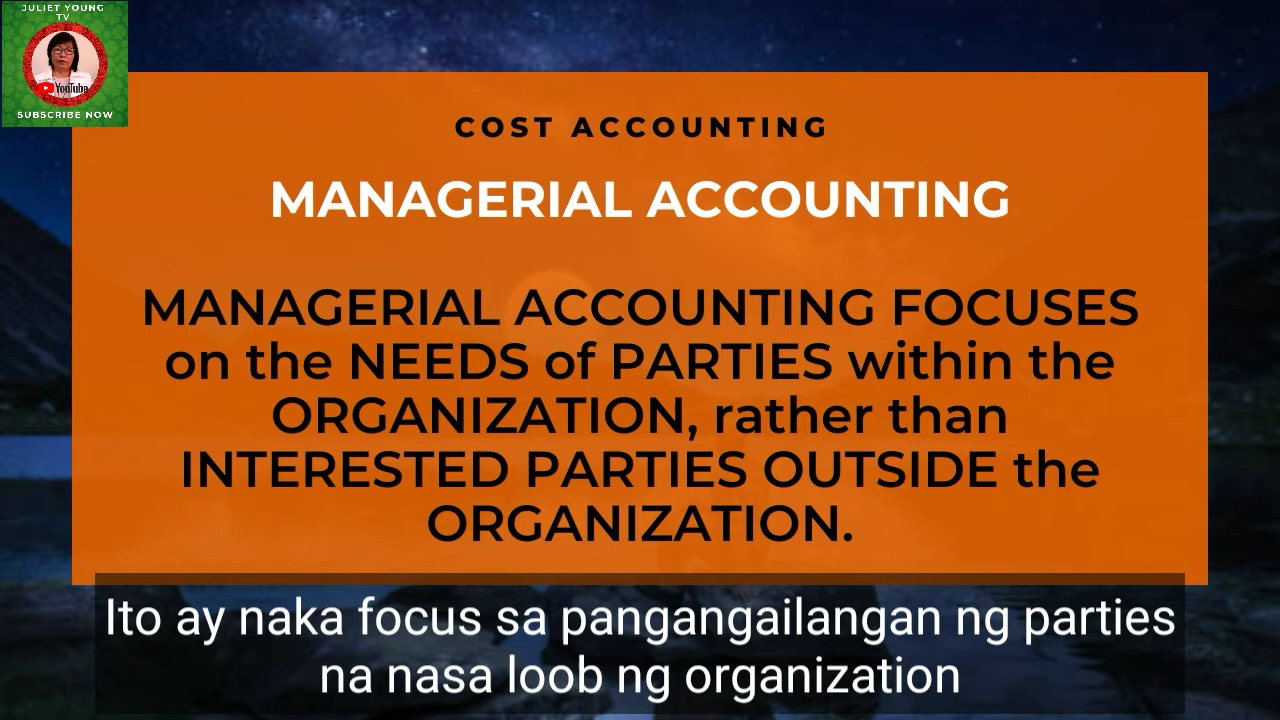 JULIET YOUNG
TV
YouTube
SUBSCRIBE NOW
COST ACCOUNTING
MANAGERIAL ACCOUNTING
MANAGERIAL ACCOUNTING FOCUSES
on the NEEDS of PARTIES within the
ORGANIZATION, rather than
INTERESTED PARTIES OUTSIDE the
ORGANIZATION.
Ito ay naka focus sa pangangailangan ng parties
na nasa loob ng organization